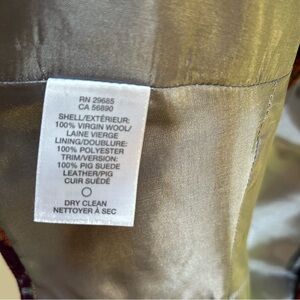 RN 29685
CA 56890
SHELL/EXTÉRIEUR:
100% VIRGIN WOOL/
LAINE VIERGE
LINING/DOUBLURE:
100% POLYESTER
TRIM/VERSION:
100% PIG SUEDE
LEATHER/PIG
CUIR SUÉDÉ
DRY CLEAN
NETTOYER À SEC